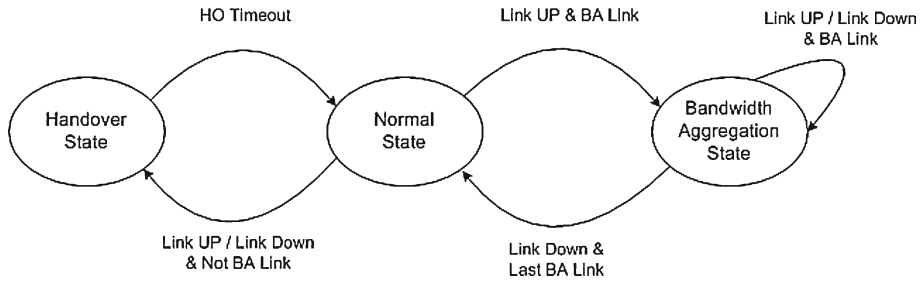 HO Timeout
Link UP & BA Link
Link UP / Link Down
& BA Link
Handover
State
Normal
State
Bandwidth
Aggregation
State
Link UP / Link Down
& Not BA Link
Link Down &
Last BA Link